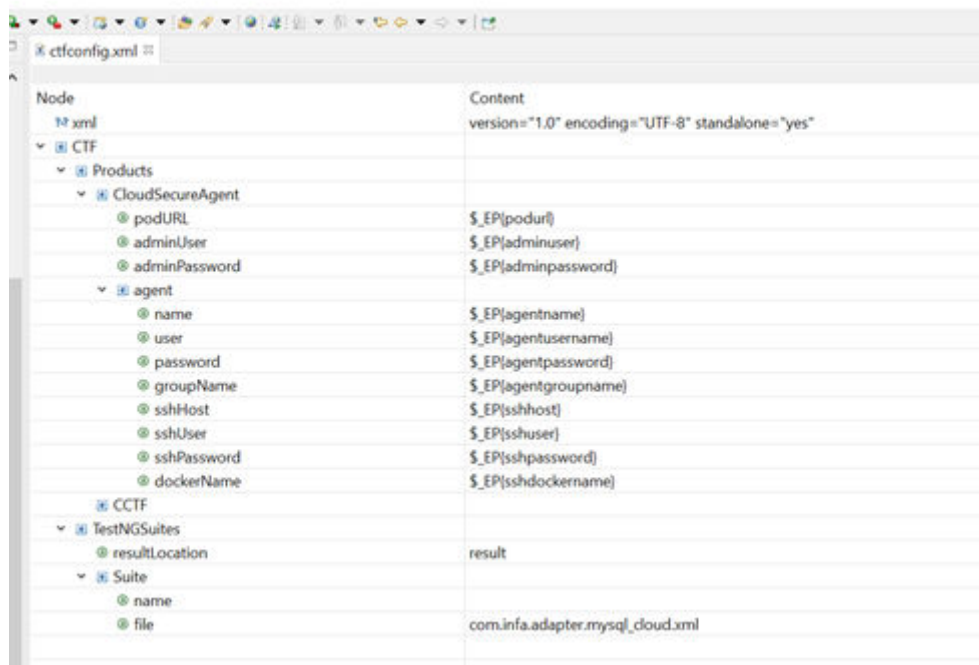 ctfconfig.xml
Node Content
xml version="1.0" encoding="UTF-8" standalone="yes"
CTF
Products
CloudSecureAgent
podURL $_EP{podurl}
adminUser $_EP{adminuser}
adminPassword $_EP{adminpassword}
agent
name $_EP{agentname}
user $_EP{agentusername}
password $_EP{agentpassword}
groupName $_EP{agentgroupname}
sshHost $_EP{sshhost}
sshUser $_EP{sshuser}
sshPassword $_EP{sshpassword}
dockerName $_EP{sshdockername}
CCTF
TestNGSuites
resultLocation result
Suite
name
file com.infa.adapter.mysql_cloud.xml